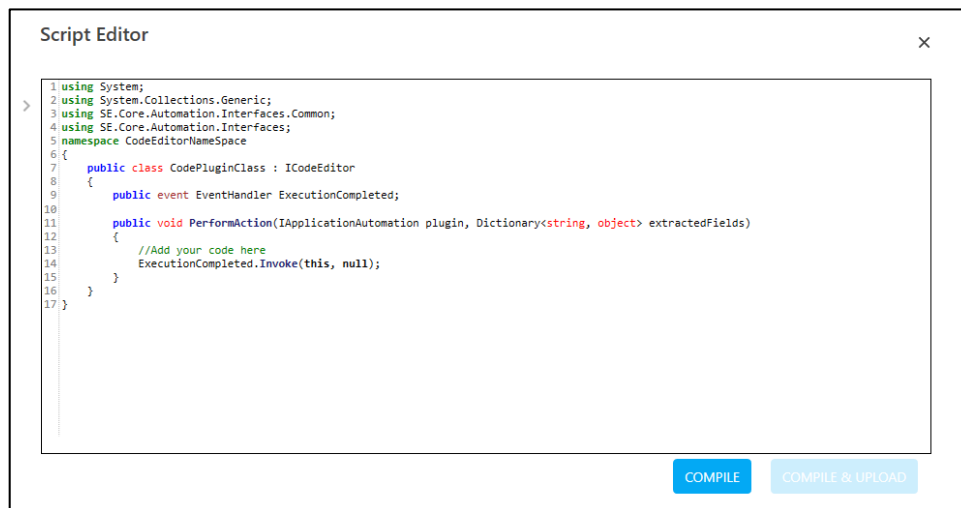 Script Editor
×
>
1 using System;
2 using System.Collections.Generic;
3 using SE.Core.Automation.Interfaces.Common;
4 using SE.Core.Automation.Interfaces;
5 namespace CodeEditorNameSpace
6 {
7     public class CodePluginClass : ICodeEditor
8     {
9         public event EventHandler ExecutionCompleted;
10
11         public void PerformAction(IApplicationAutomation plugin, Dictionary<string, object> extractedFields)
12         {
13             //Add your code here
14             ExecutionCompleted.Invoke(this, null);
15         }
16     }
17 }
COMPILE COMPILE & UPLOAD